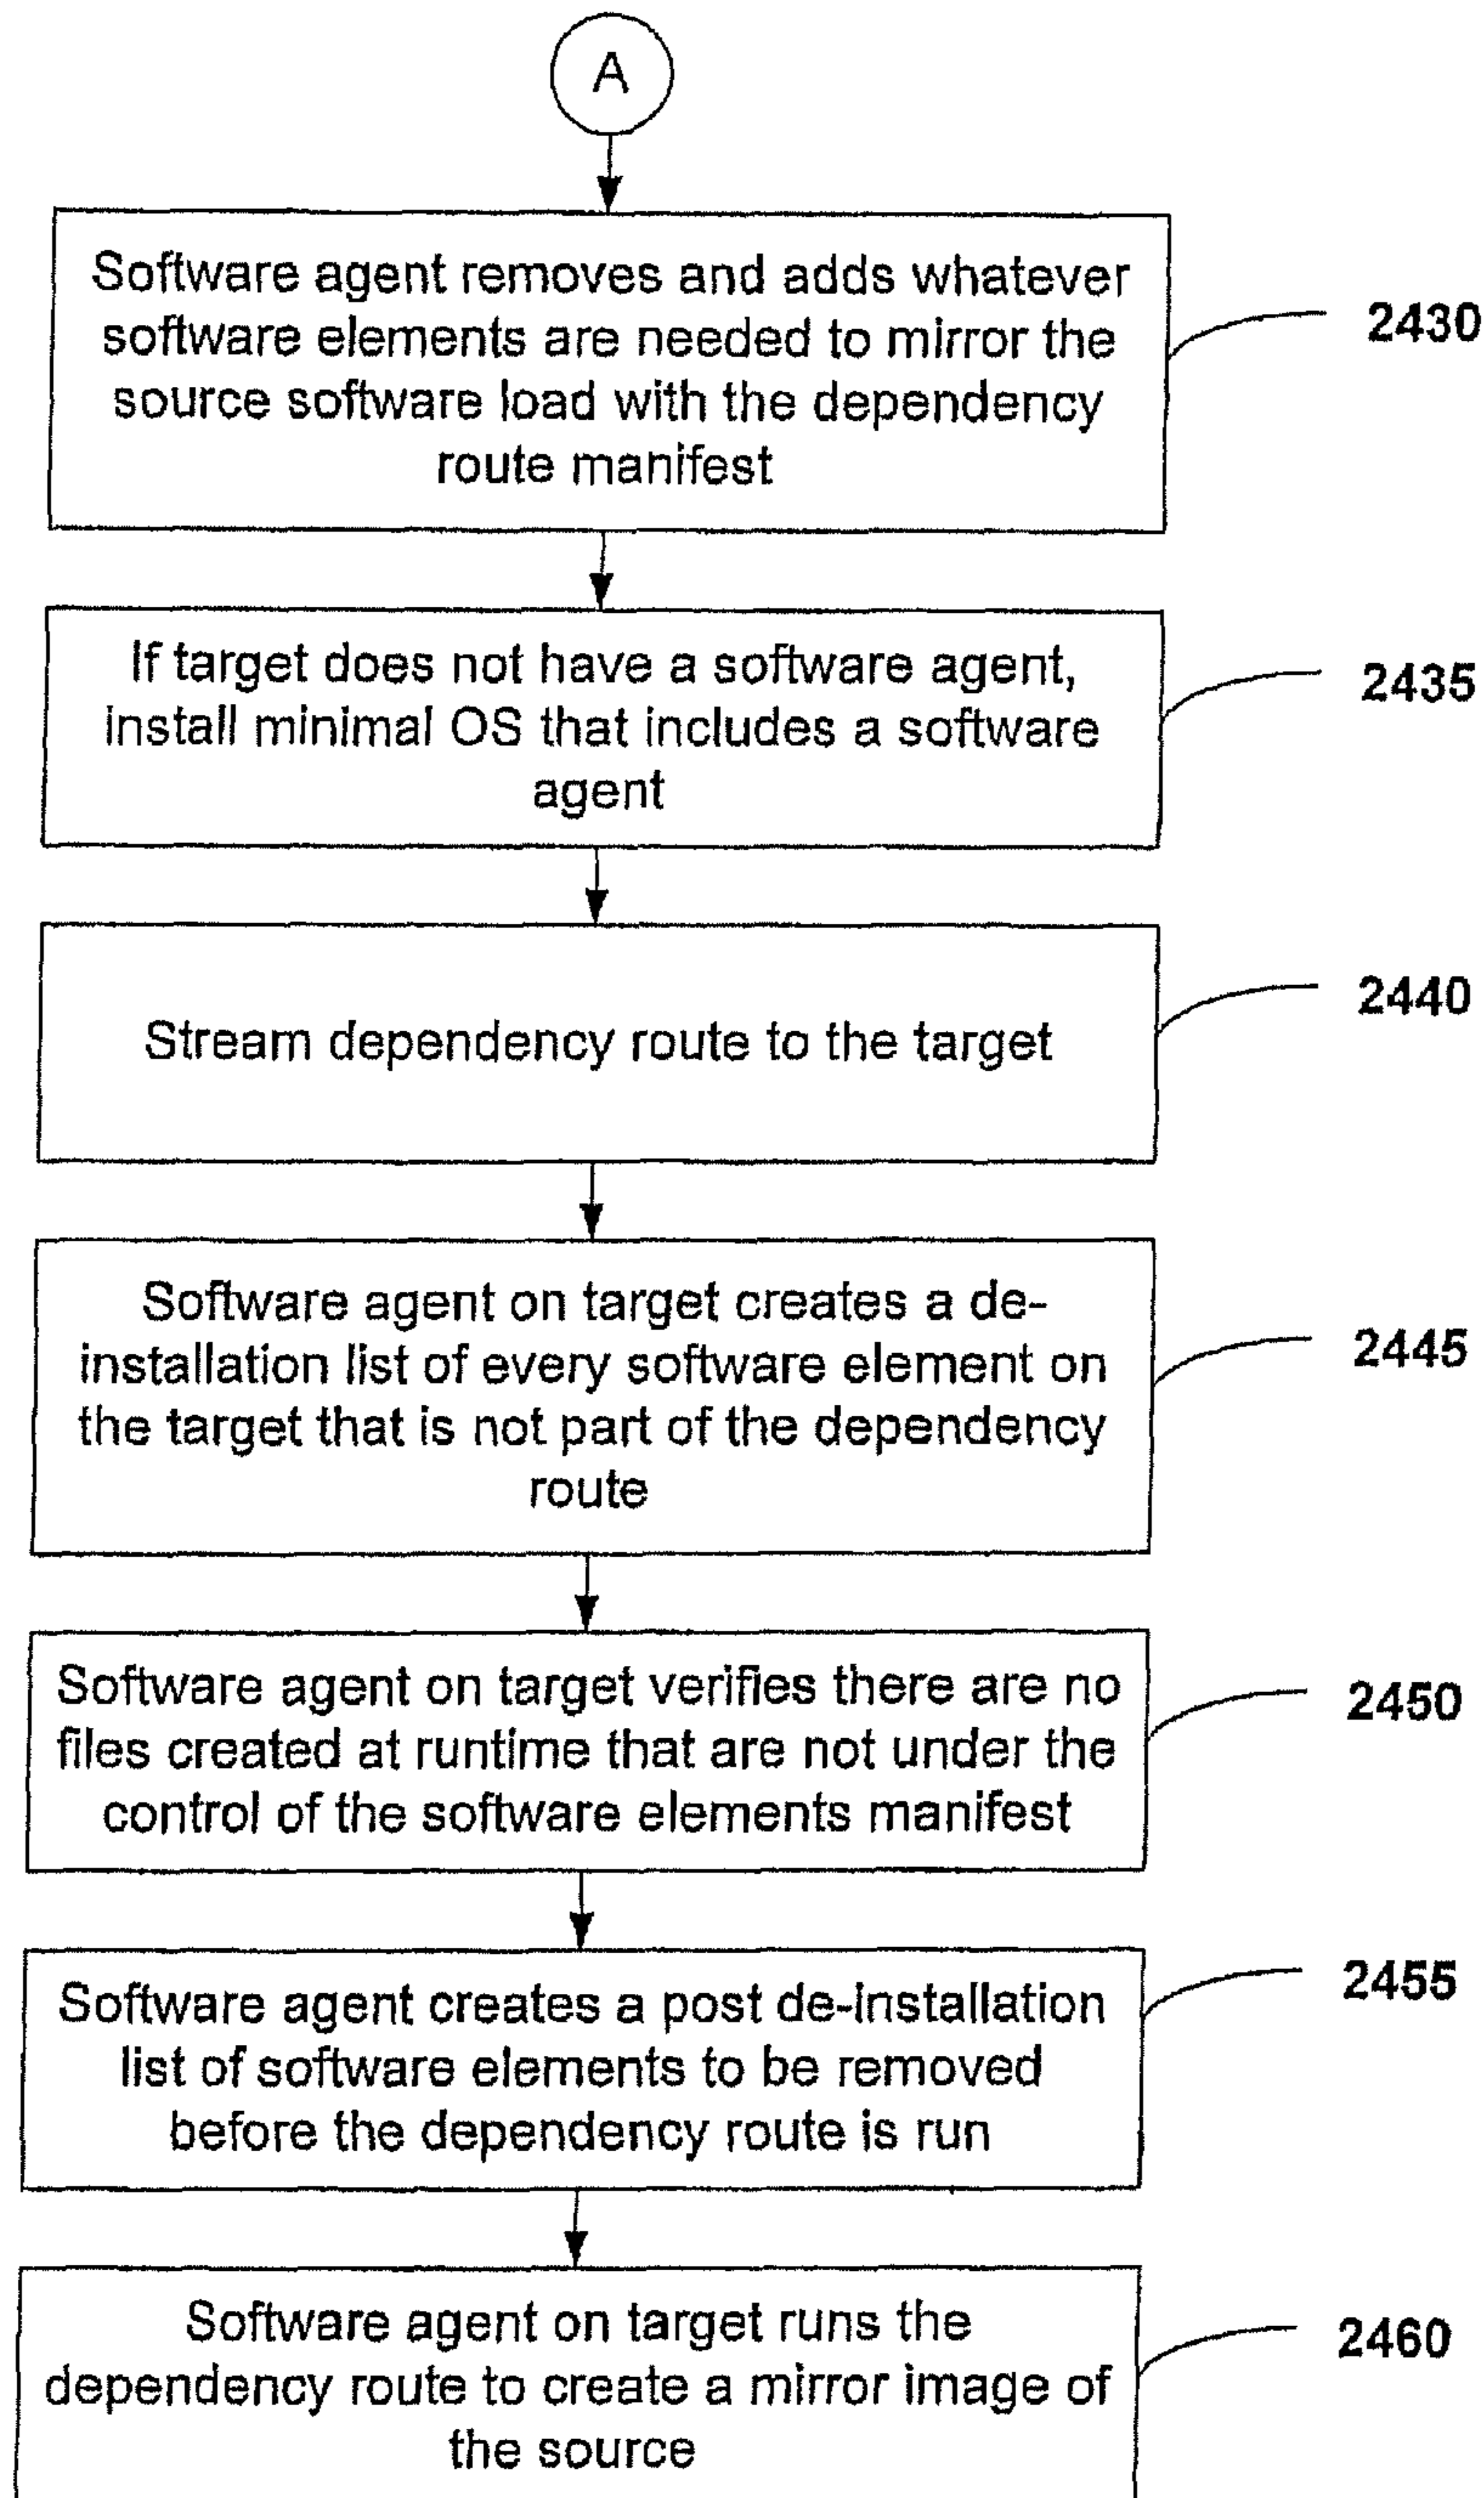 A
Software agent removes and adds whatever
software elements are needed to mirror the
source software load with the dependency
route manifest
2430
If target does not have a software agent,
install minimal OS that includes a software
agent
2435
Stream dependency route to the target
2440
Software agent on target creates a de-
installation list of every software element on
the target that is not part of the dependency
route
2445
Software agent on target verifies there are no
files created at runtime that are not under the
control of the software elements manifest
2450
Software agent creates a post de-installation
list of software elements to be removed
before the dependency route is run
2455
Software agent on target runs the
dependency route to create a mirror image of
the source
2460